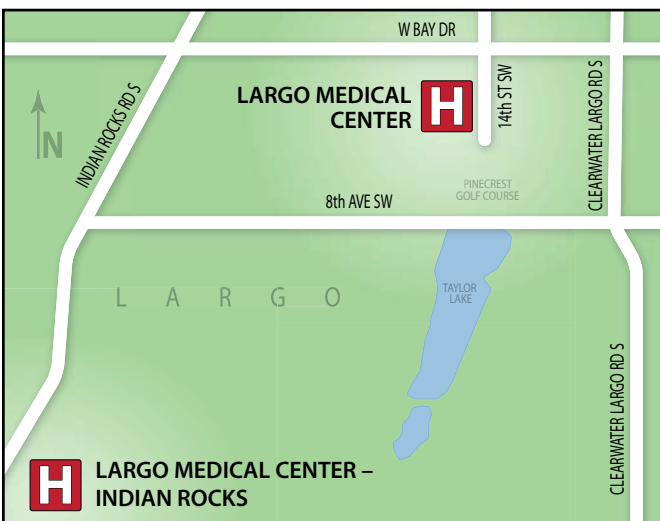 W BAY DR
LARGO MEDICAL
CENTER
H
14th ST SW
CLEARWATER LARGO RD S
INDIAN ROCKS RD S
N
PINECREST
GOLF COURSE
8th AVE SW
LARGO
TAYLOR
LAKE
CLEARWATER LARGO RD S
H
LARGO MEDICAL CENTER –
INDIAN ROCKS